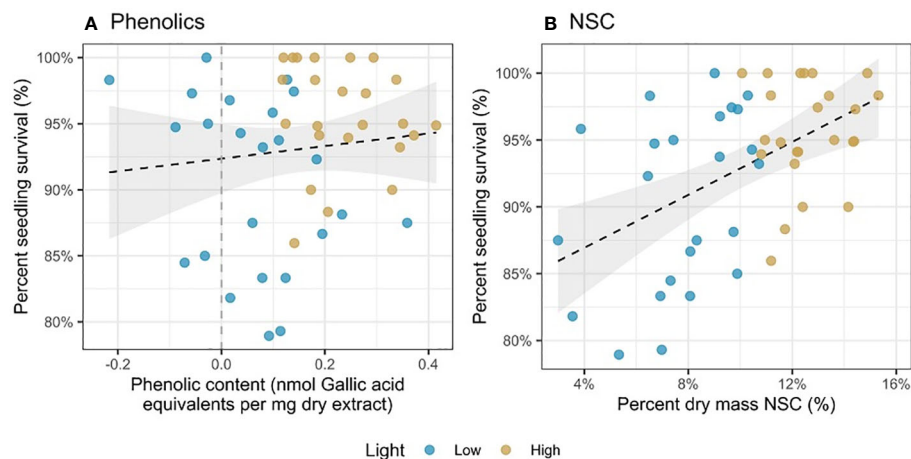 A Phenolics
B NSC
Percent seedling survival (%)
100%
95%
90%
85%
80%
-0.2
0.0
0.2
0.4
Phenolic content (nmol Gallic acid
equivalents per mg dry extract)
Percent seedling survival (%)
100%
95%
90%
85%
80%
4%
8%
12%
16%
Percent dry mass NSC (%)
Light Low High